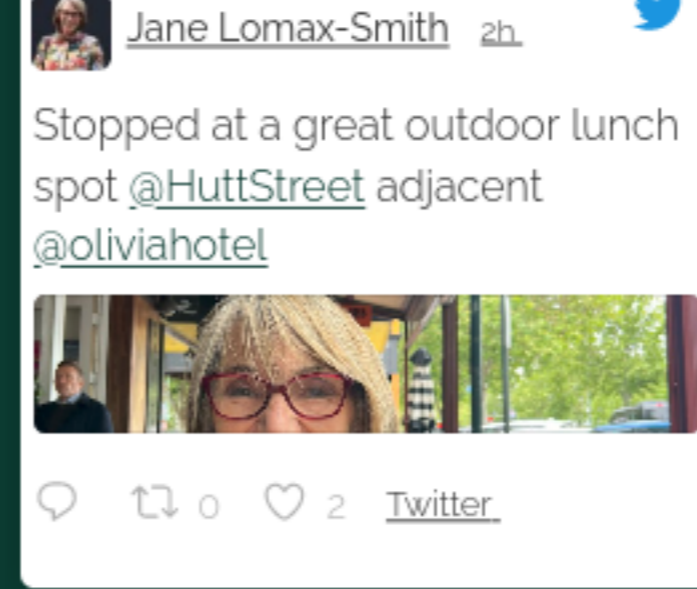 Jane Lomax-Smith 2h
Stopped at a great outdoor lunch
spot @HuttStreet adjacent
@oliviahotel
0 2 Twitter